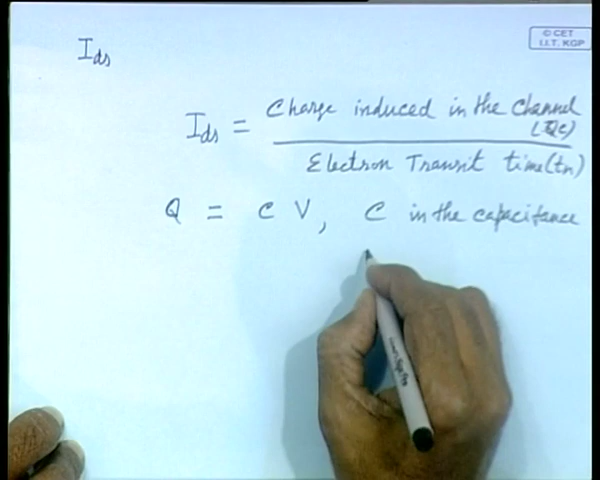 © CET
I.I.T. KGP
Ids
Ids = Charge induced in the Channel (Qc)
Electron Transit time (tn)
Q = C V, C in the capacitance